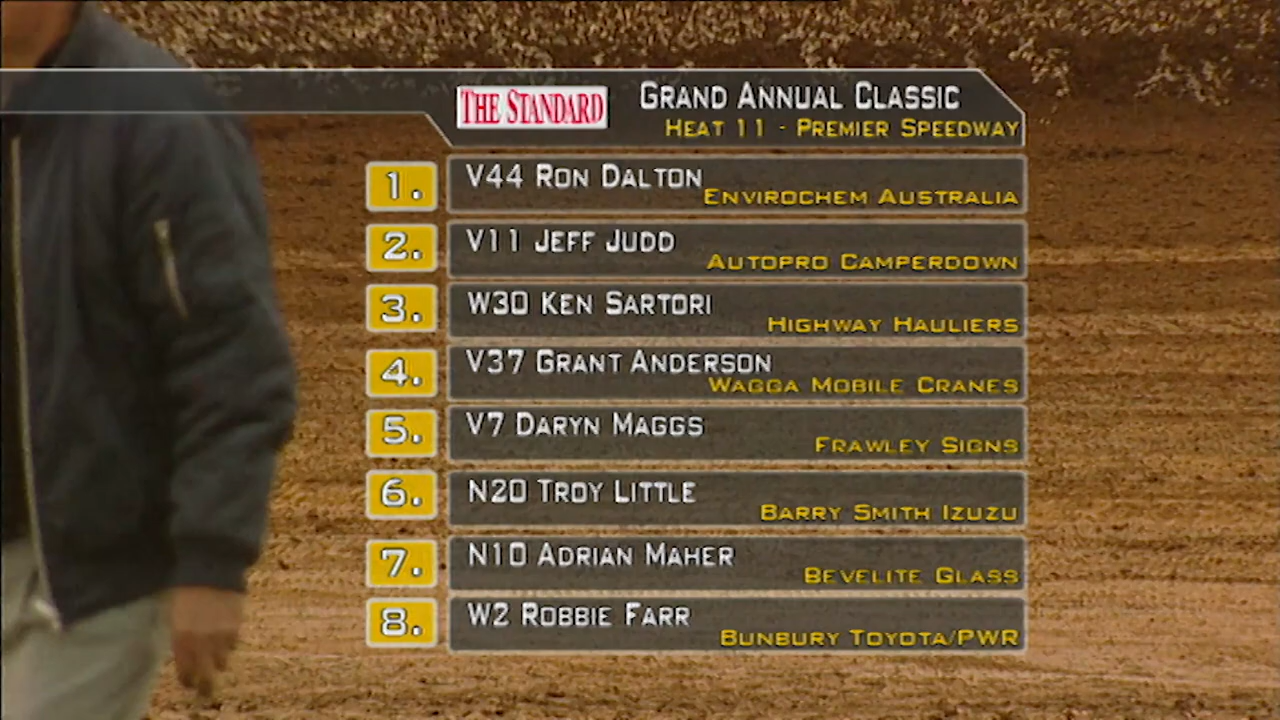 THE STANDARD
GRAND ANNUAL CLASSIC
HEAT 11 - PREMIER SPEEDWAY
1. V44 RON DALTON
ENVIROCHEM AUSTRALIA
2. V11 JEFF JUDD
AUTOPRO CAMPERDOWN
3. W30 KEN SARTORI
HIGHWAY HAULIERS
4. V37 GRANT ANDERSON
WAGGA MOBILE CRANES
5. V7 DARYN MAGGS
FRAWLEY SIGNS
6. N20 TROY LITTLE
BARRY SMITH IZUZU
7. N10 ADRIAN MAHER
BEVELITE GLASS
8. W2 ROBBIE FARR
BUNBURY TOYOTA/PWR